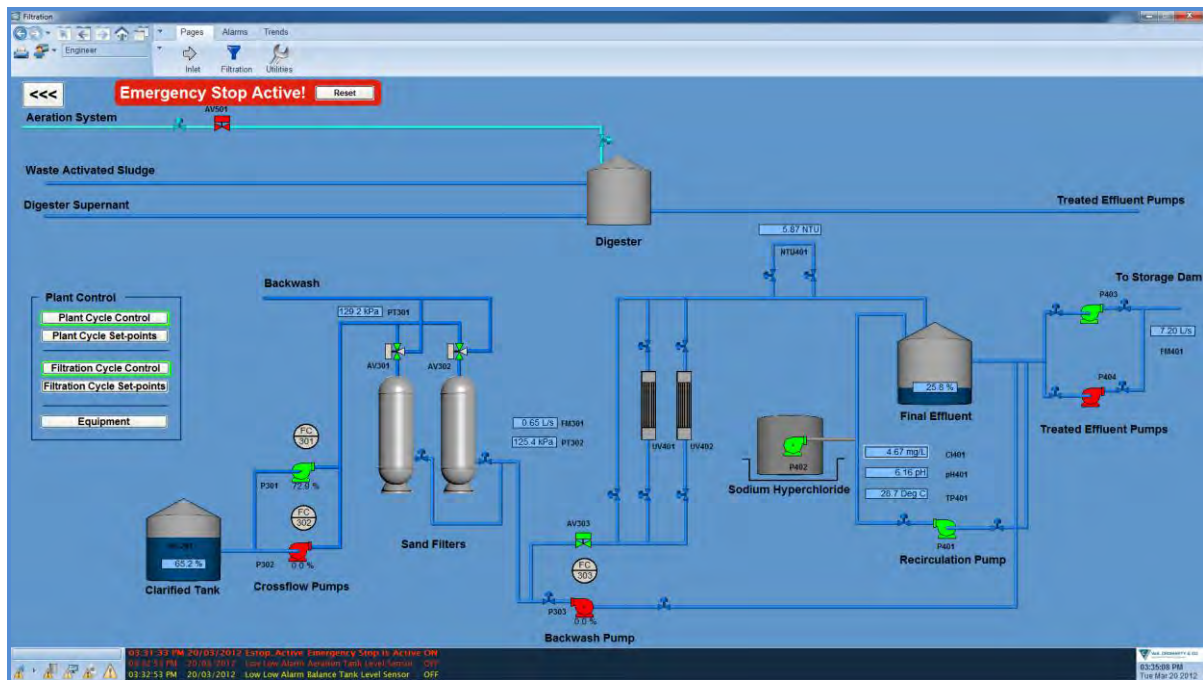 Filtration
Pages Alarms Trends
Engineer
Inlet Filtration Utilities
<<<
Emergency Stop Active! Reset
AV501
Aeration System
Waste Activated Sludge
Digester Supernant
Treated Effluent Pumps
Digester
5.87 NTU
NTU401
Backwash
To Storage Dam
Plant Control
Plant Cycle Control
Plant Cycle Set-points
Filtration Cycle Control
Filtration Cycle Set-points
Equipment
129.2 kPa PT301
P403
7.20 L/s
FM401
AV301
AV302
P404
25.8 %
Final Effluent
Treated Effluent Pumps
0.65 L/s FM301
125.4 kPa PT302
UV401
UV402
P402
Sodium Hyperchloride
4.67 mg/L Cl401
6.16 pH pH401
28.7 Deg C TP401
FC
301
P301
72.0 %
FC
302
Sand Filters
AV303
P401
Recirculation Pump
65.2 %
P302
0.0 %
Clarified Tank
Crossflow Pumps
FC
303
P303
0.0 %
Backwash Pump
03:31:33 PM 20/03/2012 Estop_Active Emergency Stop is Active ON
03:32:53 PM 20/03/2012 Low Low Alarm Aeration Tank Level Sensor OFF
03:32:53 PM 20/03/2012 Low Low Alarm Balance Tank Level Sensor OFF
03:35:08 PM
Tue Mar 20 2012